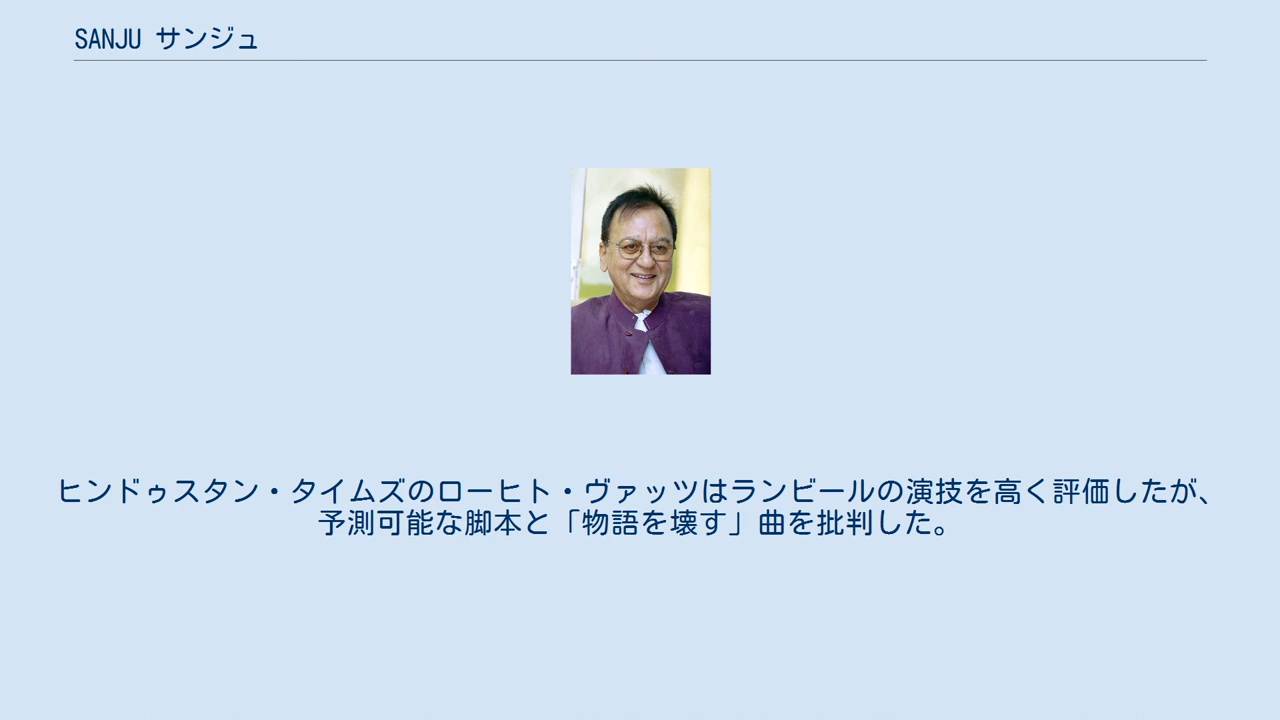 SANJU サンジュ
ヒンドゥスタン・タイムズのローヒト・ヴァッツはランビールの演技を高く評価したが、
予測可能な脚本と「物語を壊す」曲を批判した。